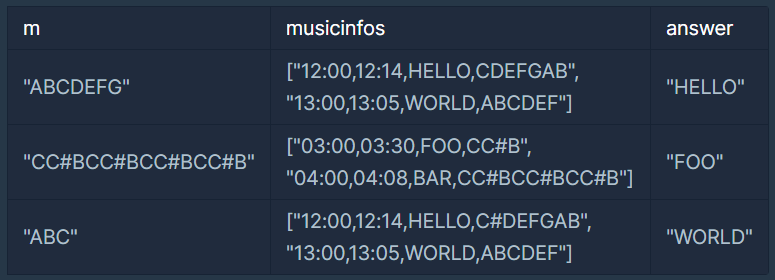 m musicinfos answer
"ABCDEFG" ["12:00,12:14,HELLO,CDEFGAB", "HELLO"
"13:00,13:05,WORLD,ABCDEF"]
"CC#BCC#BCC#BCC#B" ["03:00,03:30,FOO,CC#B", "FOO"
"04:00,04:08,BAR,CC#BCC#BCC#B"]
"ABC" ["12:00,12:14,HELLO,C#DEFGAB", "WORLD"
"13:00,13:05,WORLD,ABCDEF"]